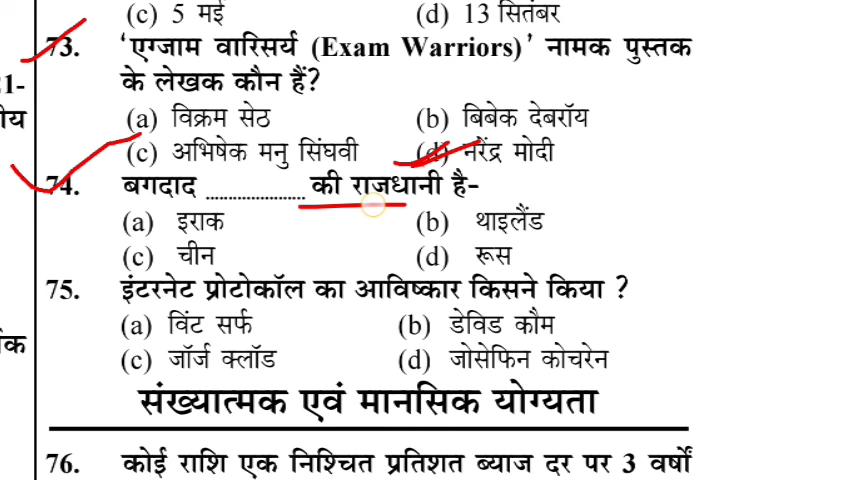 (c) 5 मई (d) 13 सितंबर
73. ‘एग्जाम वारिसर्य (Exam Warriors)’ नामक पुस्तक
के लेखक कौन हैं?
21-
(a) विक्रम सेठ (b) बिबेक देबरॉय
(c) अभिषेक मनु सिंघवी (d) नरेंद्र मोदी
74. बगदाद .................... की राजधानी है-
(a) इराक (b) थाइलैंड
(c) चीन (d) रूस
75. इंटरनेट प्रोटोकॉल का आविष्कार किसने किया ?
(a) विंट सर्फ (b) डेविड कौम
(c) जॉर्ज क्लॉड (d) जोसेफिन कोचरेन
संख्यात्मक एवं मानसिक योग्यता
76. कोई राशि एक निश्चित प्रतिशत ब्याज दर पर 3 वर्षों